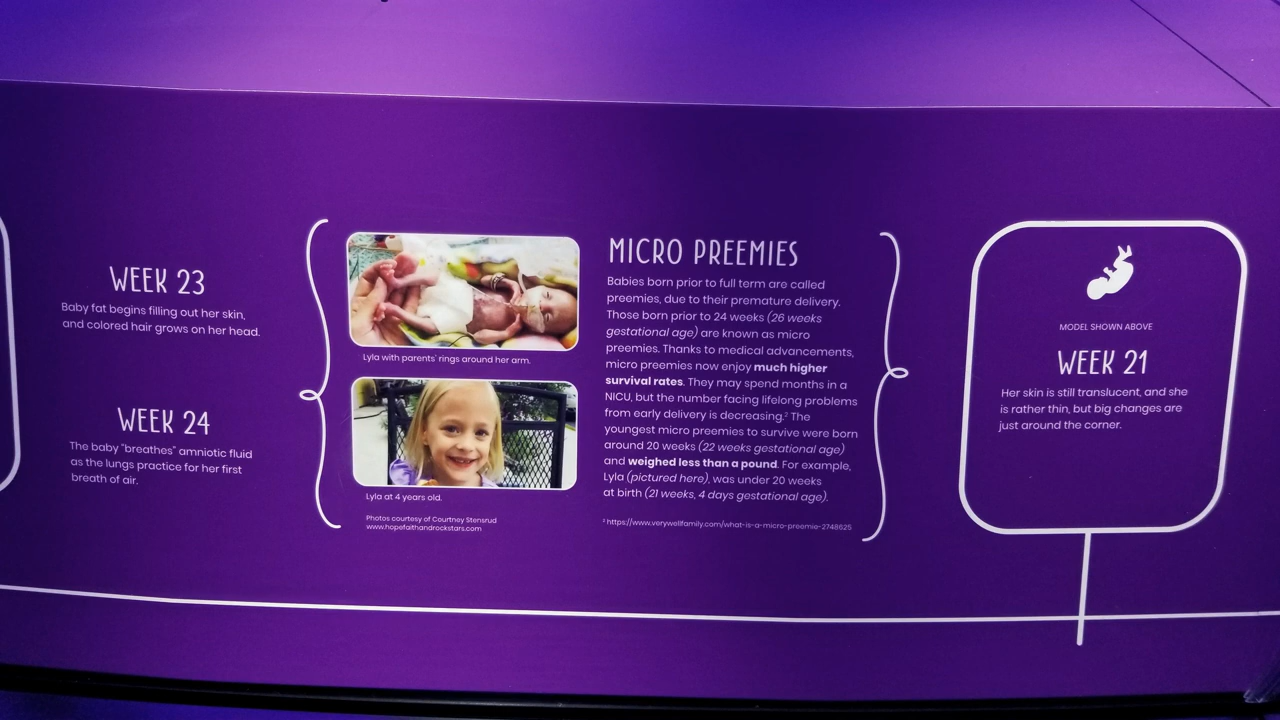 WEEK 23
Baby fat begins filling out her skin,
and colored hair grows on her head.
WEEK 24
The baby "breathes" amniotic fluid
as the lungs practice for her first
breath of air.
Lyla with parents' rings around her arm.
Lyla at 4 years old.
Photos courtesy of Courtney Stensrud
www.hopefaithandrockstars.com
MICRO PREEMIES
Babies born prior to full term are called
preemies, due to their premature delivery.
Those born prior to 24 weeks (26 weeks
gestational age) are known as micro
preemies. Thanks to medical advancements,
micro preemies now enjoy much higher
survival rates. They may spend months in a
NICU, but the number facing lifelong problems
from early delivery is decreasing.² The
youngest micro preemies to survive were born
around 20 weeks (22 weeks gestational age)
and weighed less than a pound. For example,
Lyla (pictured here), was under 20 weeks
at birth (21 weeks, 4 days gestational age).
² https://www.verywellfamily.com/what-is-a-micro-preemie-2748625
MODEL SHOWN ABOVE
WEEK 21
Her skin is still translucent, and she
is rather thin, but big changes are
just around the corner.